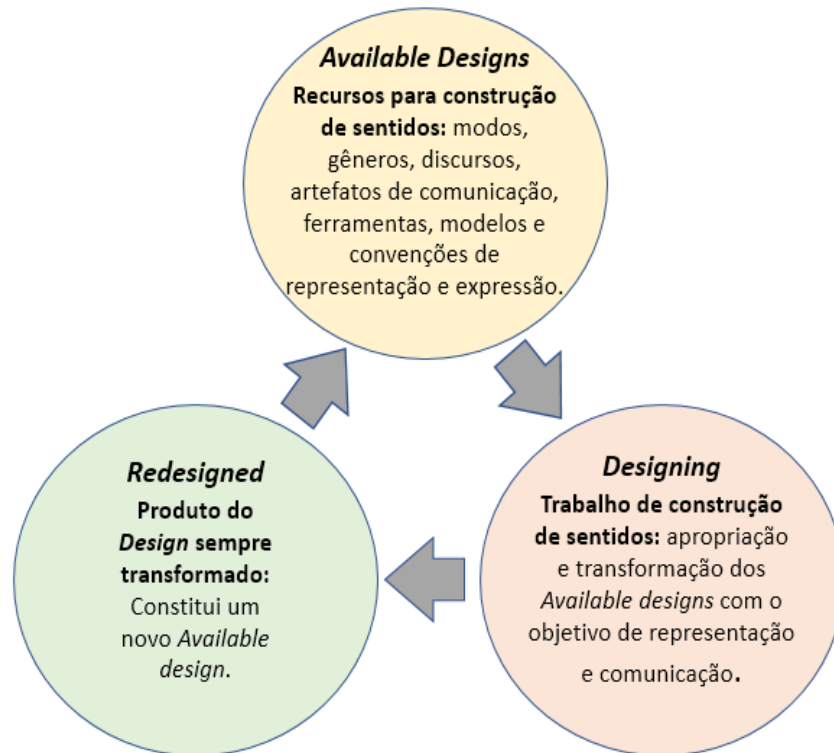 Available Designs
Recursos para construção
de sentidos: modos,
gêneros, discursos,
artefatos de comunicação,
ferramentas, modelos e
convenções de
representação e expressão.
Redesigned
Produto do
Design sempre
transformado:
Constitui um
novo Available
design.
Designing
Trabalho de construção
de sentidos: apropriação
e transformação dos
Available designs com o
objetivo de representação
e comunicação.